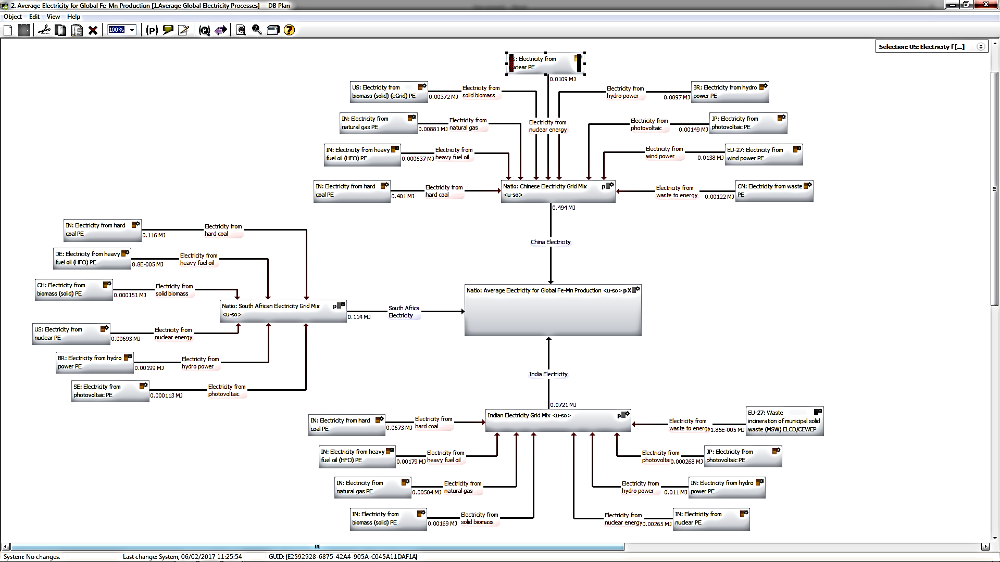 2. Average Electricity for Global Fe-Mn Production [1.Average Global Electricity Processes] -- DB Plan
Object Edit View Help
100%
(P)
Selection: US: Electricity f [...]
S: Electricity from
nuclear PE
0.0109 MJ
US: Electricity from
biomass (solid) (eGrid) PE
0.00372 MJ
Electricity from
solid biomass
Electricity from
hydro power
0.0897 MJ
BR: Electricity from hydro
power PE
IN: Electricity from
natural gas PE
0.00881 MJ
Electricity from
natural gas
Electricity from
nuclear energy
Electricity from
photovoltaic
0.00149 MJ
JP: Electricity from
photovoltaic PE
IN: Electricity from heavy
fuel oil (HFO) PE
0.000637 MJ
Electricity from
heavy fuel oil
Electricity from
wind power
0.0138 MJ
EU-27: Electricity from
wind power PE
IN: Electricity from hard
coal PE
0.401 MJ
Electricity from
hard coal
Natio: Chinese Electricity Grid Mix
<u-so>
p
Electricity from
waste to energy
0.00122 MJ
CN: Electricity from waste
PE
0.494 MJ
China Electricity
IN: Electricity from hard
coal PE
0.116 MJ
Electricity from
hard coal
DE: Electricity from heavy
fuel oil (HFO) PE
8.8E-005 MJ
Electricity from
heavy fuel oil
CH: Electricity from
biomass (solid) PE
0.000151 MJ
Electricity from
solid biomass
Natio: South African Electricity Grid Mix
<u-so>
p
0.114 MJ
South Africa
Electricity
Natio: Average Electricity for Global Fe-Mn Production <u-so> p X
US: Electricity from
nuclear PE
0.00693 MJ
Electricity from
nuclear energy
BR: Electricity from hydro
power PE
0.00199 MJ
Electricity from
hydro power
SE: Electricity from
photovoltaic PE
0.000113 MJ
Electricity from
photovoltaic
India Electricity
0.0721 MJ
IN: Electricity from hard
coal PE
0.0673 MJ
Electricity from
hard coal
Indian Electricity Grid Mix <u-so>
p
Electricity from
waste to energy
1.85E-005 MJ
EU-27: Waste
incineration of municipal solid
waste (MSW) ELCD/CEWEP
IN: Electricity from heavy
fuel oil (HFO) PE
0.00179 MJ
Electricity from
heavy fuel oil
Electricity from
photovoltaic
0.000268 MJ
JP: Electricity from
photovoltaic PE
IN: Electricity from
natural gas PE
0.00504 MJ
Electricity from
natural gas
Electricity from
hydro power
0.011 MJ
IN: Electricity from hydro
power PE
IN: Electricity from
biomass (solid) PE
0.00169 MJ
Electricity from
solid biomass
Electricity from
nuclear energy
0.00265 MJ
IN: Electricity from
nuclear PE
System: No changes.
Last change: System, 06/02/2017 11:25:54
GUID: {E2592928-6875-42A4-905A-C045A11DAF1A}